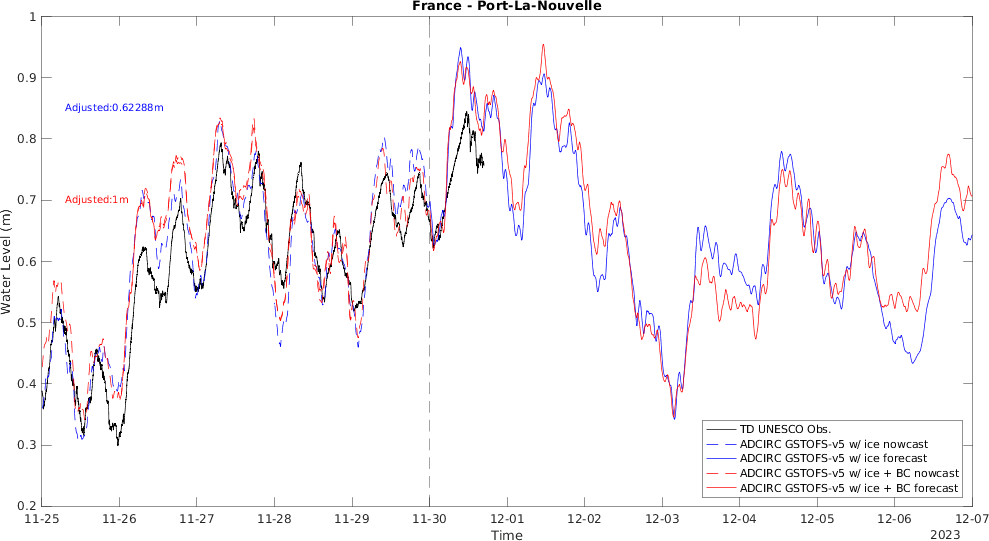 France - Port-La-Nouvelle
1
0.9
0.8
0.7
0.6
0.5
0.4
0.3
0.2
Water Level (m)
Adjusted:0.62288m
Adjusted:1m
TD UNESCO Obs.
ADCIRC GSTOFS-v5 w/ ice nowcast
ADCIRC GSTOFS-v5 w/ ice forecast
ADCIRC GSTOFS-v5 w/ ice + BC nowcast
ADCIRC GSTOFS-v5 w/ ice + BC forecast
11-25 11-26 11-27 11-28 11-29 11-30 12-01 12-02 12-03 12-04 12-05 12-06 12-07
Time
2023